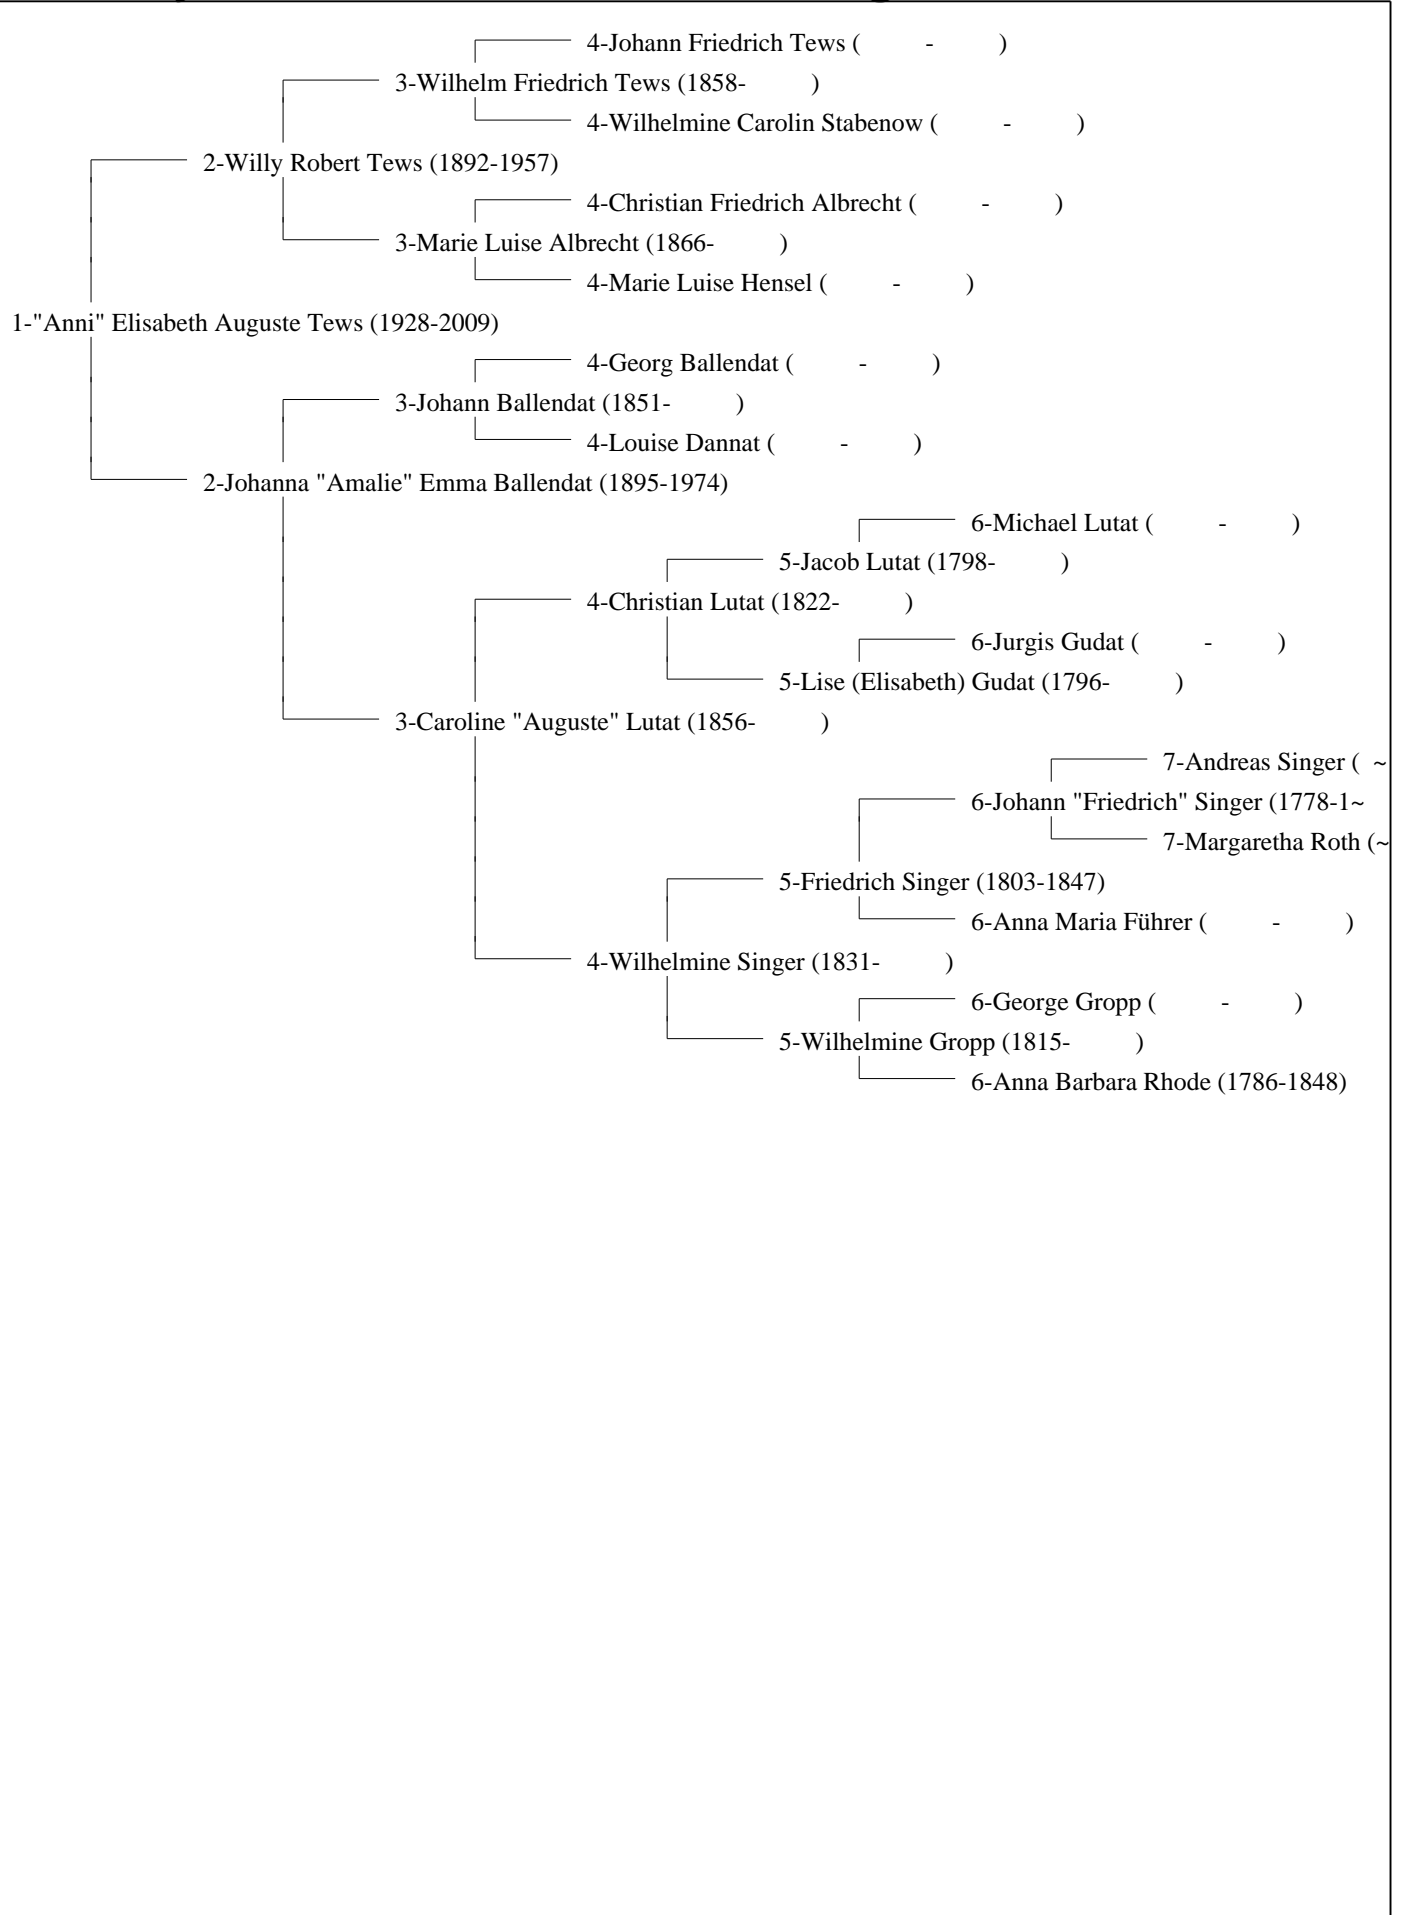 4-Johann Friedrich Tews ( - )
3-Wilhelm Friedrich Tews (1858- )
4-Wilhelmine Carolin Stabenow ( - )
2-Willy Robert Tews (1892-1957)
4-Christian Friedrich Albrecht ( - )
3-Marie Luise Albrecht (1866- )
4-Marie Luise Hensel ( - )
1-"Anni" Elisabeth Auguste Tews (1928-2009)
4-Georg Ballendat ( - )
3-Johann Ballendat (1851- )
4-Louise Dannat ( - )
2-Johanna "Amalie" Emma Ballendat (1895-1974)
6-Michael Lutat ( - )
5-Jacob Lutat (1798- )
4-Christian Lutat (1822- )
6-Jurgis Gudat ( - )
5-Lise (Elisabeth) Gudat (1796- )
3-Caroline "Auguste" Lutat (1856- )
7-Andreas Singer ( ~
6-Johann "Friedrich" Singer (1778-1~
7-Margaretha Roth (~
5-Friedrich Singer (1803-1847)
6-Anna Maria Führer ( - )
4-Wilhelmine Singer (1831- )
6-George Gropp ( - )
5-Wilhelmine Gropp (1815- )
6-Anna Barbara Rhode (1786-1848)